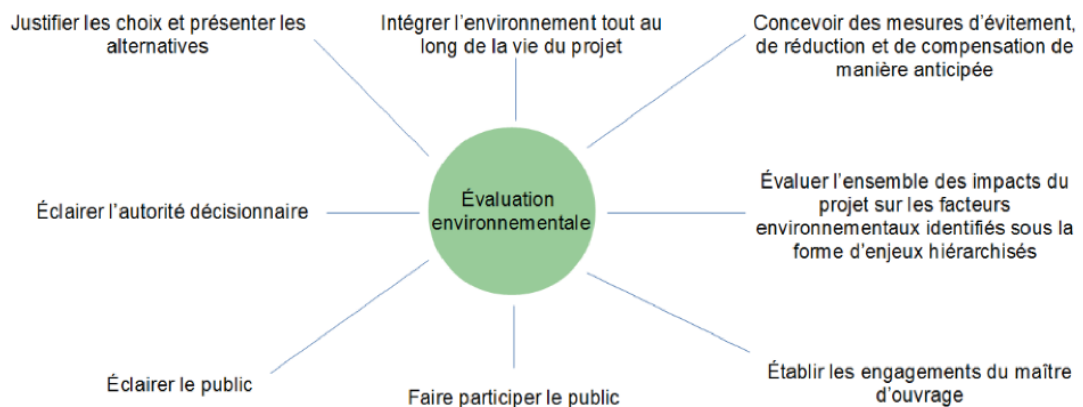 Justifier les choix et présenter les
alternatives
Intégrer l’environnement tout au
long de la vie du projet
Concevoir des mesures d’évitement,
de réduction et de compensation de
manière anticipée
Éclairer l’autorité décisionnaire
Évaluation
environnementale
Évaluer l’ensemble des impacts du
projet sur les facteurs
environnementaux identifiés sous la
forme d’enjeux hiérarchisés
Éclairer le public
Faire participer le public
Établir les engagements du maître
d’ouvrage